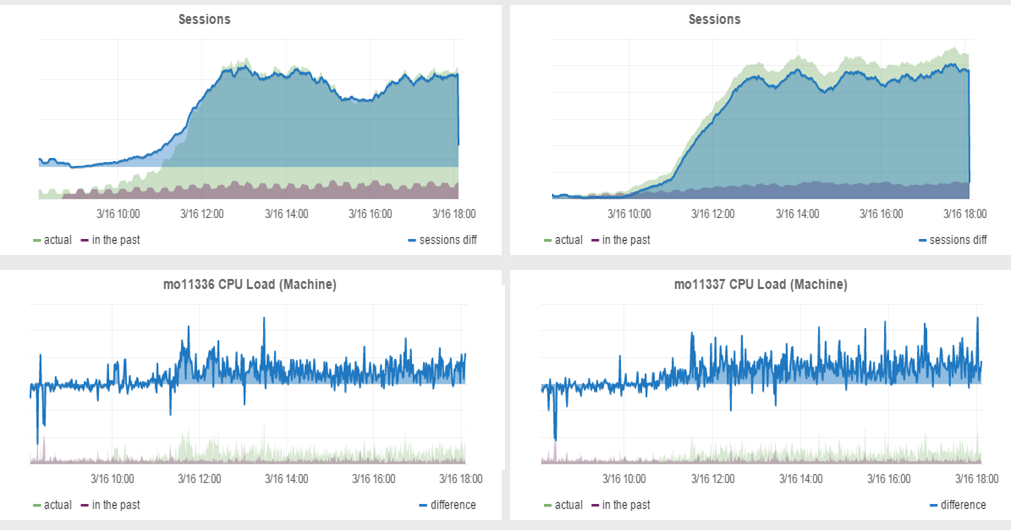 Sessions
3/16 10:00 3/16 12:00 3/16 14:00 3/16 16:00 3/16 18:00
actual in the past sessions diff
Sessions
3/16 10:00 3/16 12:00 3/16 14:00 3/16 16:00 3/16 18:00
actual in the past sessions diff
mo11336 CPU Load (Machine)
3/16 10:00 3/16 12:00 3/16 14:00 3/16 16:00 3/16 18:00
actual in the past difference
mo11337 CPU Load (Machine)
3/16 10:00 3/16 12:00 3/16 14:00 3/16 16:00 3/16 18:00
actual in the past difference